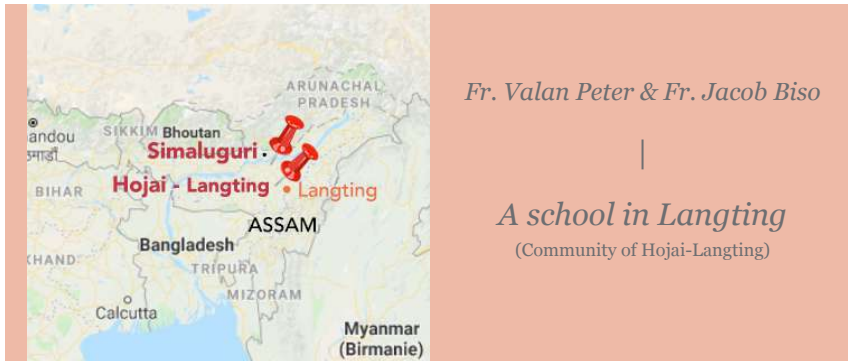 ARUNACHAL
PRADESH
andou
SIKKIM Bhoutan
Simaluguri
BIHAR
Hojai - Langting
Langting
ASSAM
Bangladesh
KHAND
TRIPURA
MIZORAM
Calcutta
Myanmar
(Birmanie)
Fr. Valan Peter & Fr. Jacob Biso
|
A school in Langting
(Community of Hojai-Langting)